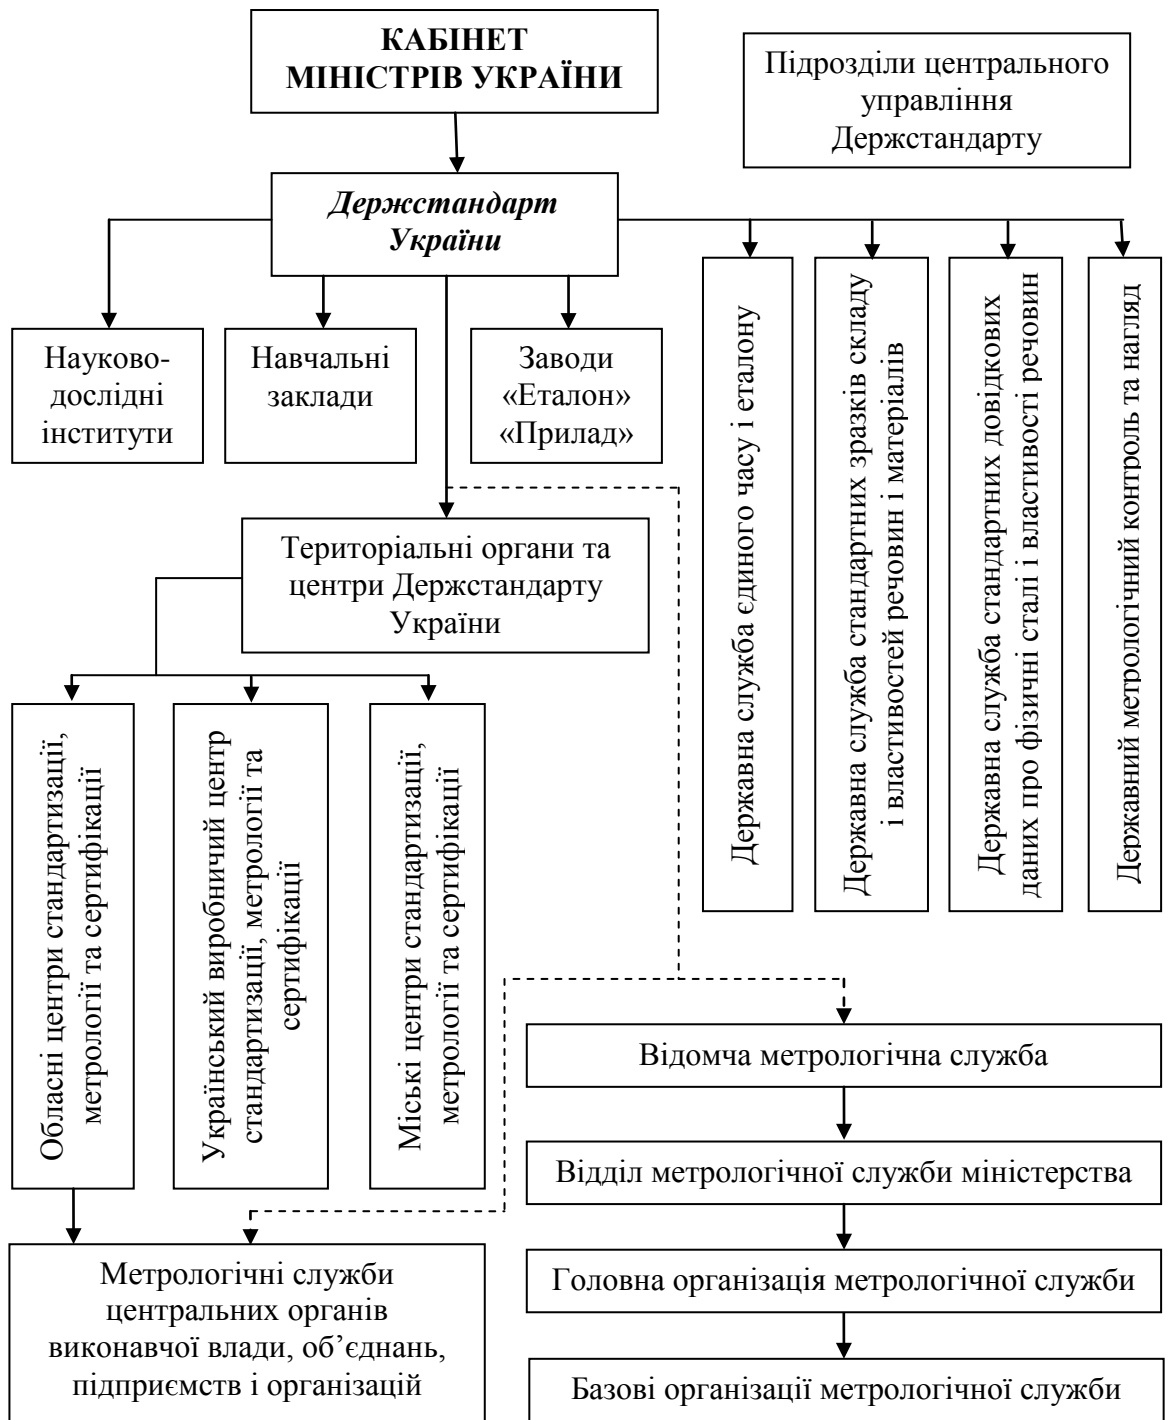 КАБІНЕТ
МІНІСТРІВ УКРАЇНИ
Підрозділи центрального
управління
Держстандарту
Держстандарт
України
Науково-
дослідні
інститути
Навчальні
заклади
Заводи
«Еталон»
«Прилад»
Державна служба єдиного часу і еталону
Державна служба стандартних зразків складу
і властивостей речовин і матеріалів
Державна служба стандартних довідкових
даних про фізичні сталі і властивості речовин
Державний метрологічний контроль та нагляд
Територіальні органи та
центри Держстандарту
України
Обласні центри стандартизації,
метрології та сертифікації
Український виробничий центр
стандартизації, метрології та
сертифікації
Міські центри стандартизації,
метрології та сертифікації
Відомча метрологічна служба
Відділ метрологічної служби міністерства
Головна організація метрологічної служби
Базові організації метрологічної служби
Метрологічні служби
центральних органів
виконавчої влади, об’єднань,
підприємств і організацій